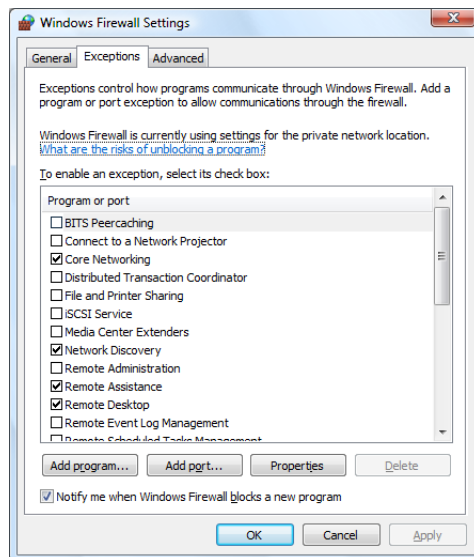 Windows Firewall Settings
General Exceptions Advanced
Exceptions control how programs communicate through Windows Firewall. Add a
program or port exception to allow communications through the firewall.
Windows Firewall is currently using settings for the private network location.
What are the risks of unblocking a program?
To enable an exception, select its check box:
Program or port
BITS Peercaching
Connect to a Network Projector
Core Networking
Distributed Transaction Coordinator
File and Printer Sharing
iSCSI Service
Media Center Extenders
Network Discovery
Remote Administration
Remote Assistance
Remote Desktop
Remote Event Log Management
Remote Scheduled Tasks Management
Add program... Add port... Properties Delete
Notify me when Windows Firewall blocks a new program
OK Cancel Apply